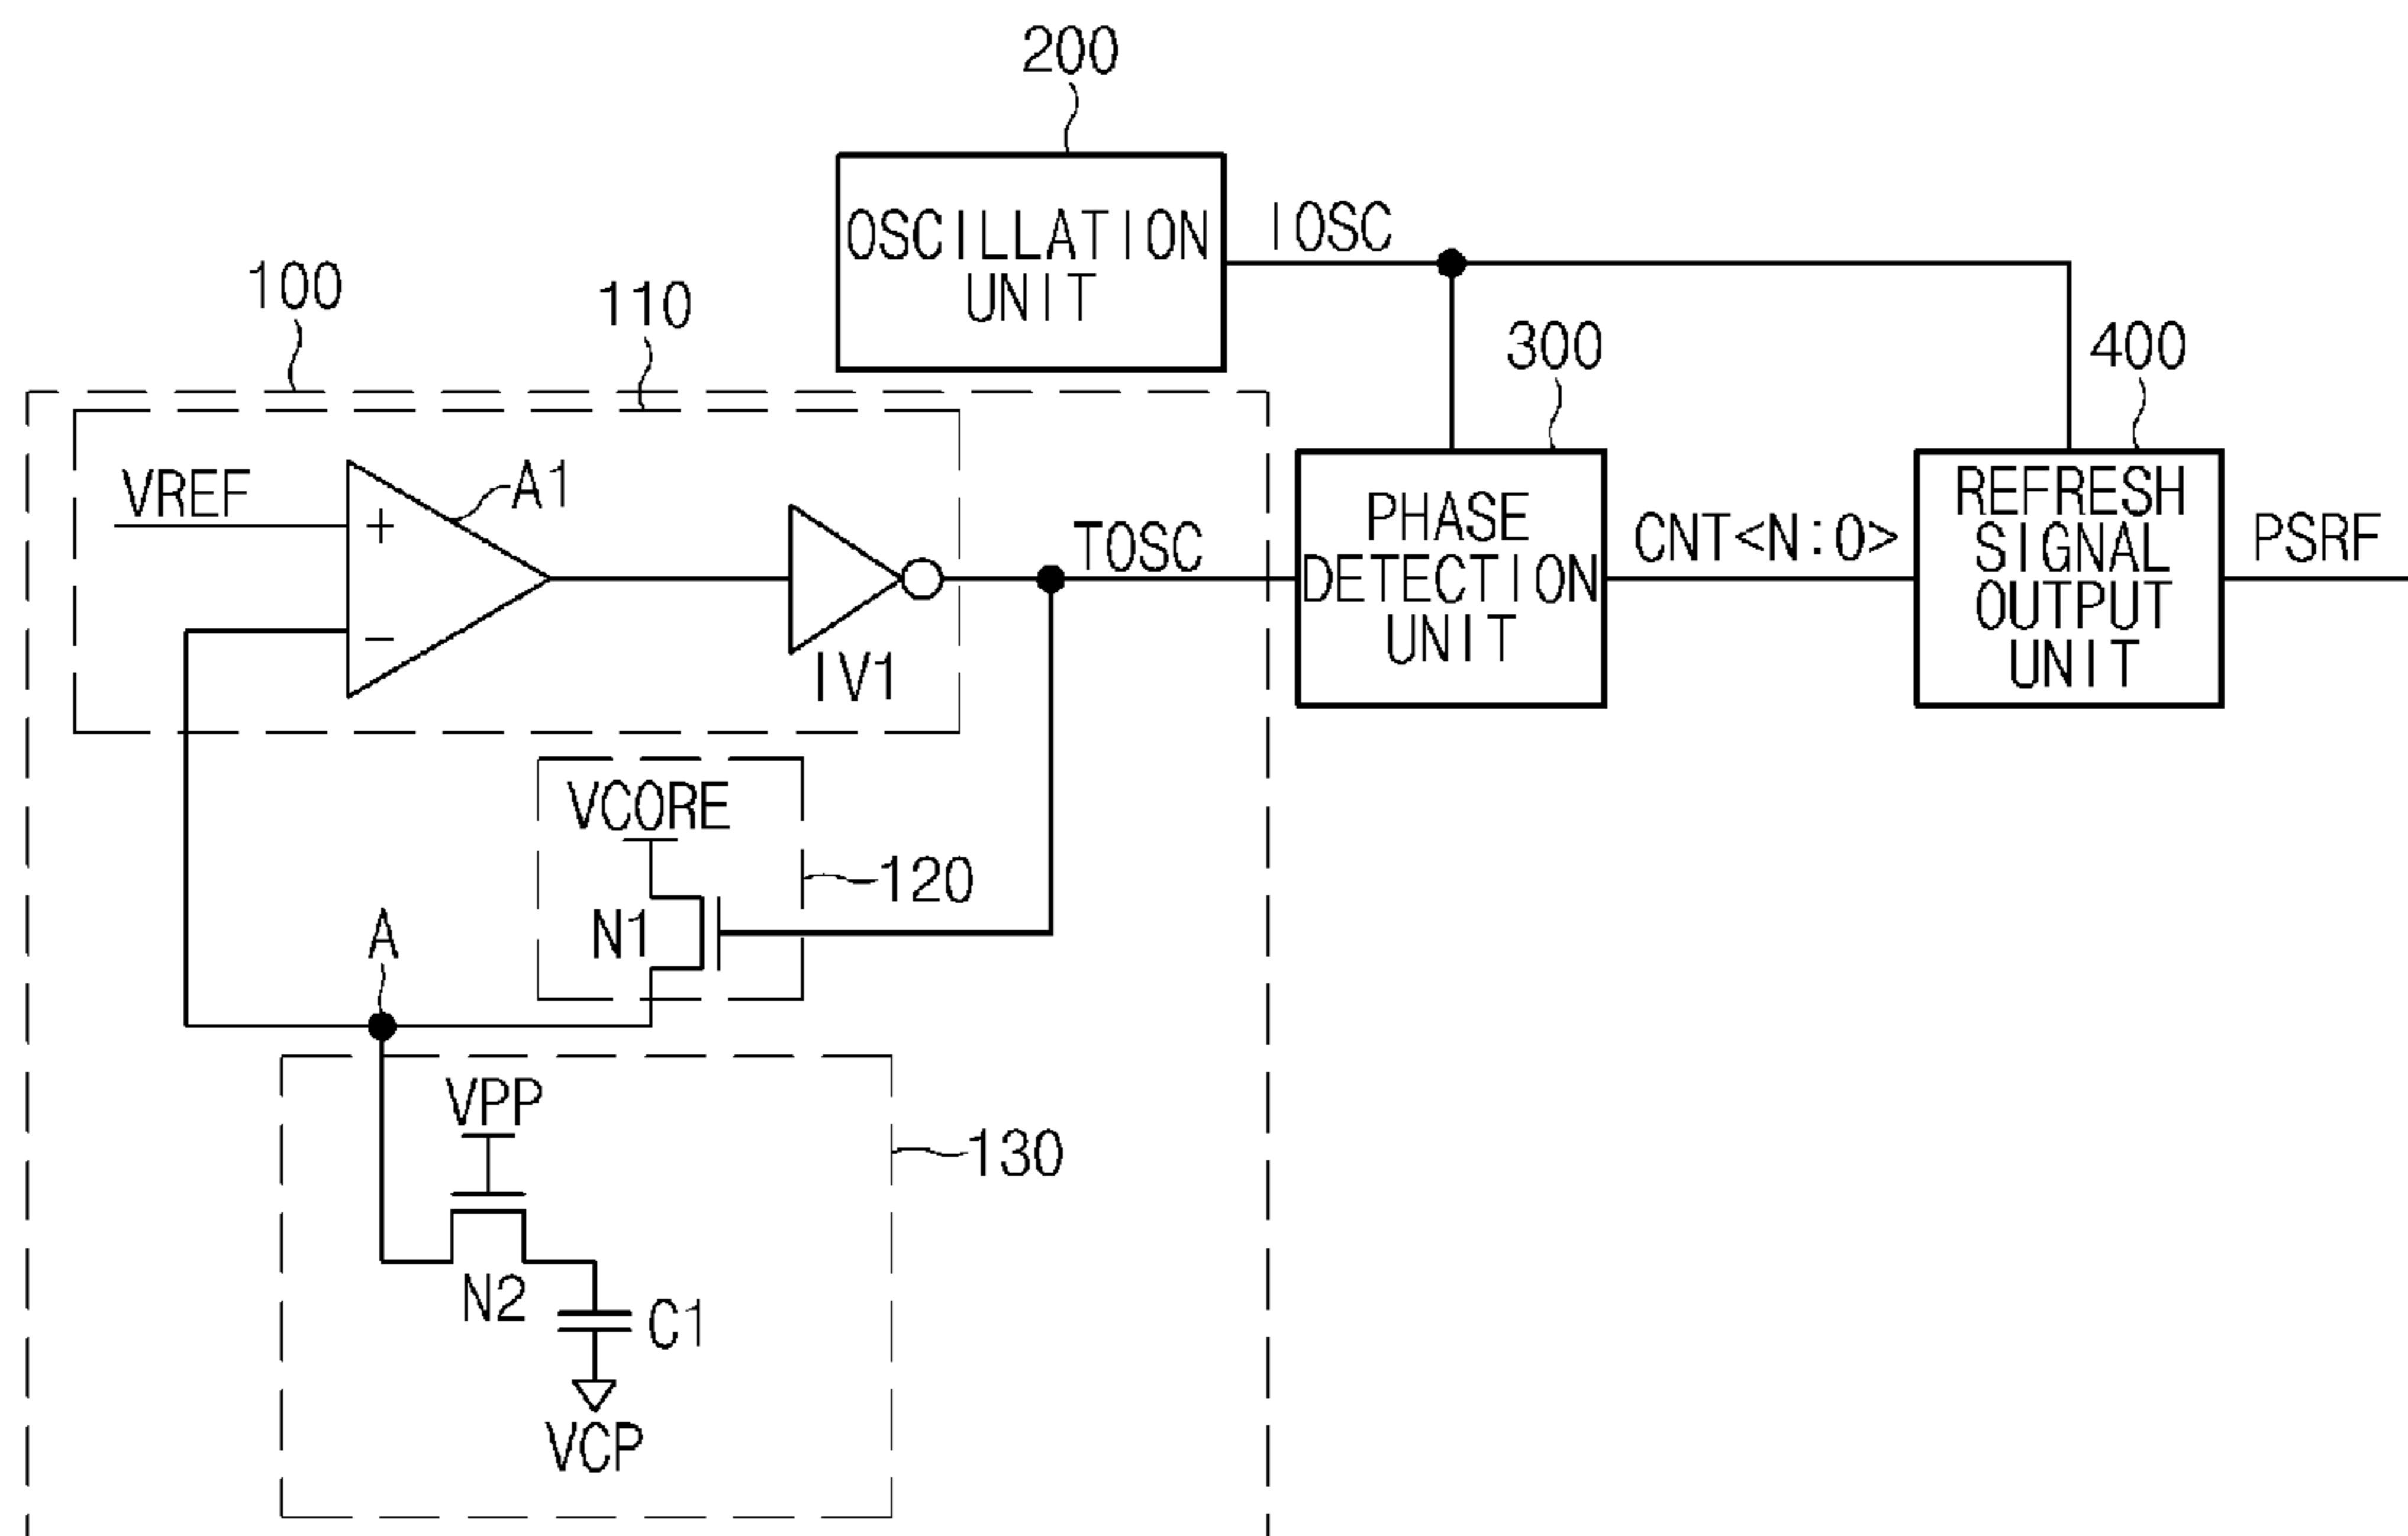 200
OSCILLATION
UNIT
IOSC
100
110
300
400
VREF
+
A1
−
IV1
TOSC
PHASE
DETECTION
UNIT
CNT<N:0>
REFRESH
SIGNAL
OUTPUT
UNIT
PSRF
VCORE
N1
120
A
VPP
N2
C1
VCP
130